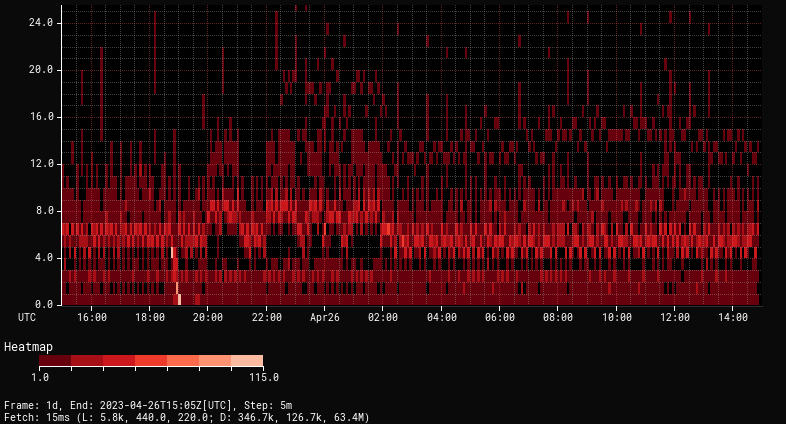 24.0
20.0
16.0
12.0
8.0
4.0
0.0
UTC 16:00 18:00 20:00 22:00 Apr26 02:00 04:00 06:00 08:00 10:00 12:00 14:00
Heatmap
1.0 115.0
Frame: 1d, End: 2023-04-26T15:05Z[UTC], Step: 5m
Fetch: 15ms (L: 5.8k, 440.0, 220.0; D: 346.7k, 126.7k, 63.4M)